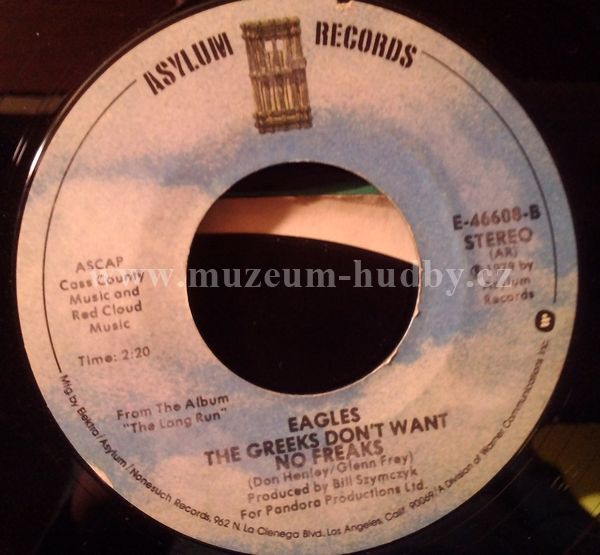 ASYLUM RECORDS
E-46608-B
STEREO
(AR)
℗ 1979 by
Asylum
Records
ASCAP
Cass County
Music and
Red Cloud
Music
Time: 2:20
www.muzeum-hudby.cz
From The Album
"The Long Run"
EAGLES
THE GREEKS DON'T WANT
NO FREAKS
(Don Henley/Glenn Frey)
Produced by Bill Szymczyk
For Pandora Productions Ltd.
Mfg. by Elektra/Asylum/Nonesuch Records, 962 N. La Cienega Blvd. Los Angeles, Calif. 90069/A Division of Warner Communications Inc.